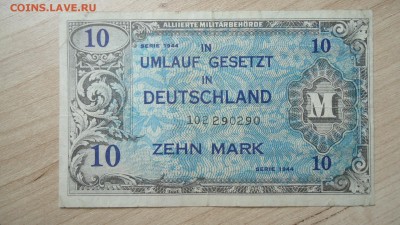 COINS.LAVE.RU
ALLIIERTE MILITÄRBEHÖRDE
10 SERIE 1944 IN 10
UMLAUF GESETZT
IN
DEUTSCHLAND
M
102290290
ZEHN MARK
10 SERIE 1944 10